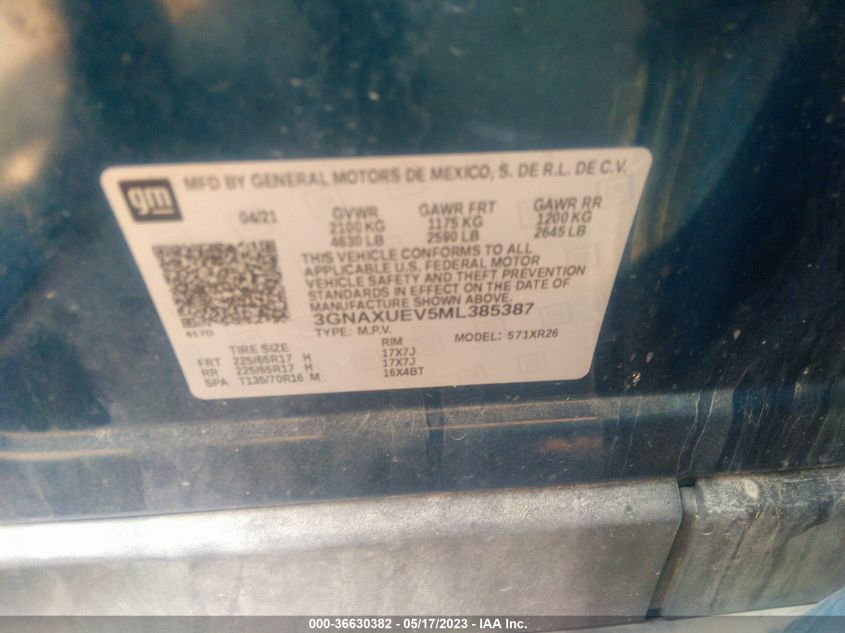 gm
MFD BY GENERAL MOTORS DE MEXICO, S. DE R.L. DE C.V.
04/21 GVWR GAWR FRT GAWR RR
2100 KG 1175 KG 1200 KG
4630 LB 2590 LB 2645 LB
THIS VEHICLE CONFORMS TO ALL
APPLICABLE U.S. FEDERAL MOTOR
VEHICLE SAFETY AND THEFT PREVENTION
STANDARDS IN EFFECT ON THE DATE OF
MANUFACTURE SHOWN ABOVE.
3GNAXUEV5ML385387
TYPE: M.P.V. MODEL: 571XR26
TIRE SIZE RIM
FRT 225/65R17 H 17X7J
RR 225/65R17 H 17X7J
SPA T135/70R16 M 16X4BT
000-36630382 - 05/17/2023 - IAA Inc.